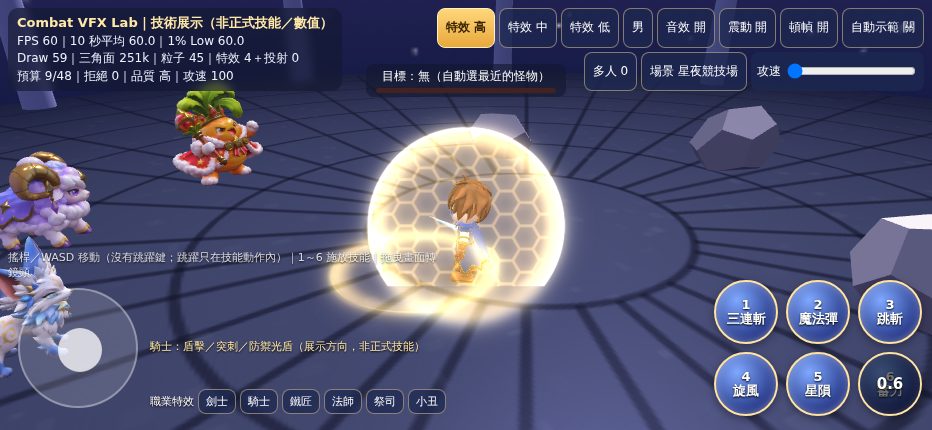 Combat VFX Lab｜技術展示（非正式技能／數值）
FPS 60｜10 秒平均 60.0｜1% Low 60.0
Draw 59｜三角面 251k｜粒子 45｜特效 4＋投射 0
預算 9/48｜拒絕 0｜品質 高｜攻速 100
特效 高
特效 中
特效 低
男
音效 開
震動 開
頓幀 開
自動示範 關
目標：無（自動選最近的怪物）
多人 0
場景 星夜競技場
攻速
搖桿／WASD 移動（沒有跳躍鍵；跳躍只在技能動作內）｜1～6 施放技能｜拖曳畫面轉
鏡頭
1
三連斬
2
魔法彈
3
跳斬
騎士：盾擊／突刺／防禦光盾（展示方向，非正式技能）
4
旋風
5
星隕
0.6
職業特效
劍士
騎士
鐵匠
法師
祭司
小丑